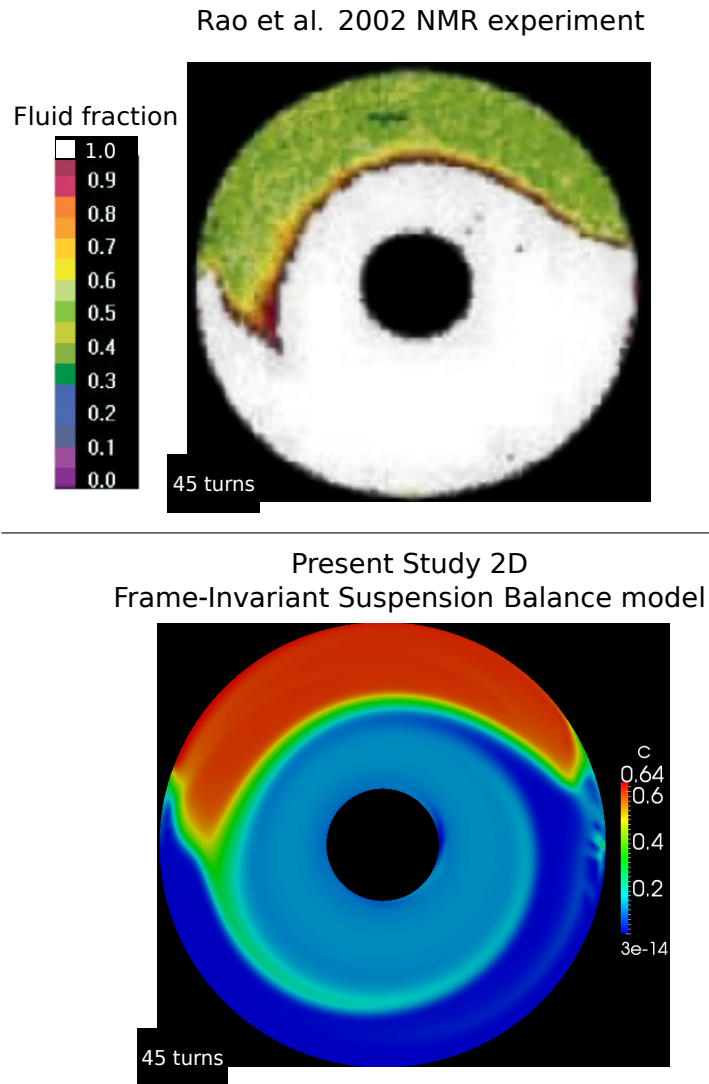 Rao et al. 2002 NMR experiment
Fluid fraction
1.0
0.9
0.8
0.7
0.6
0.5
0.4
0.3
0.2
0.1
0.0
45 turns
Present Study 2D
Frame-Invariant Suspension Balance model
C
0.64
0.6
0.4
0.2
3e-14
45 turns